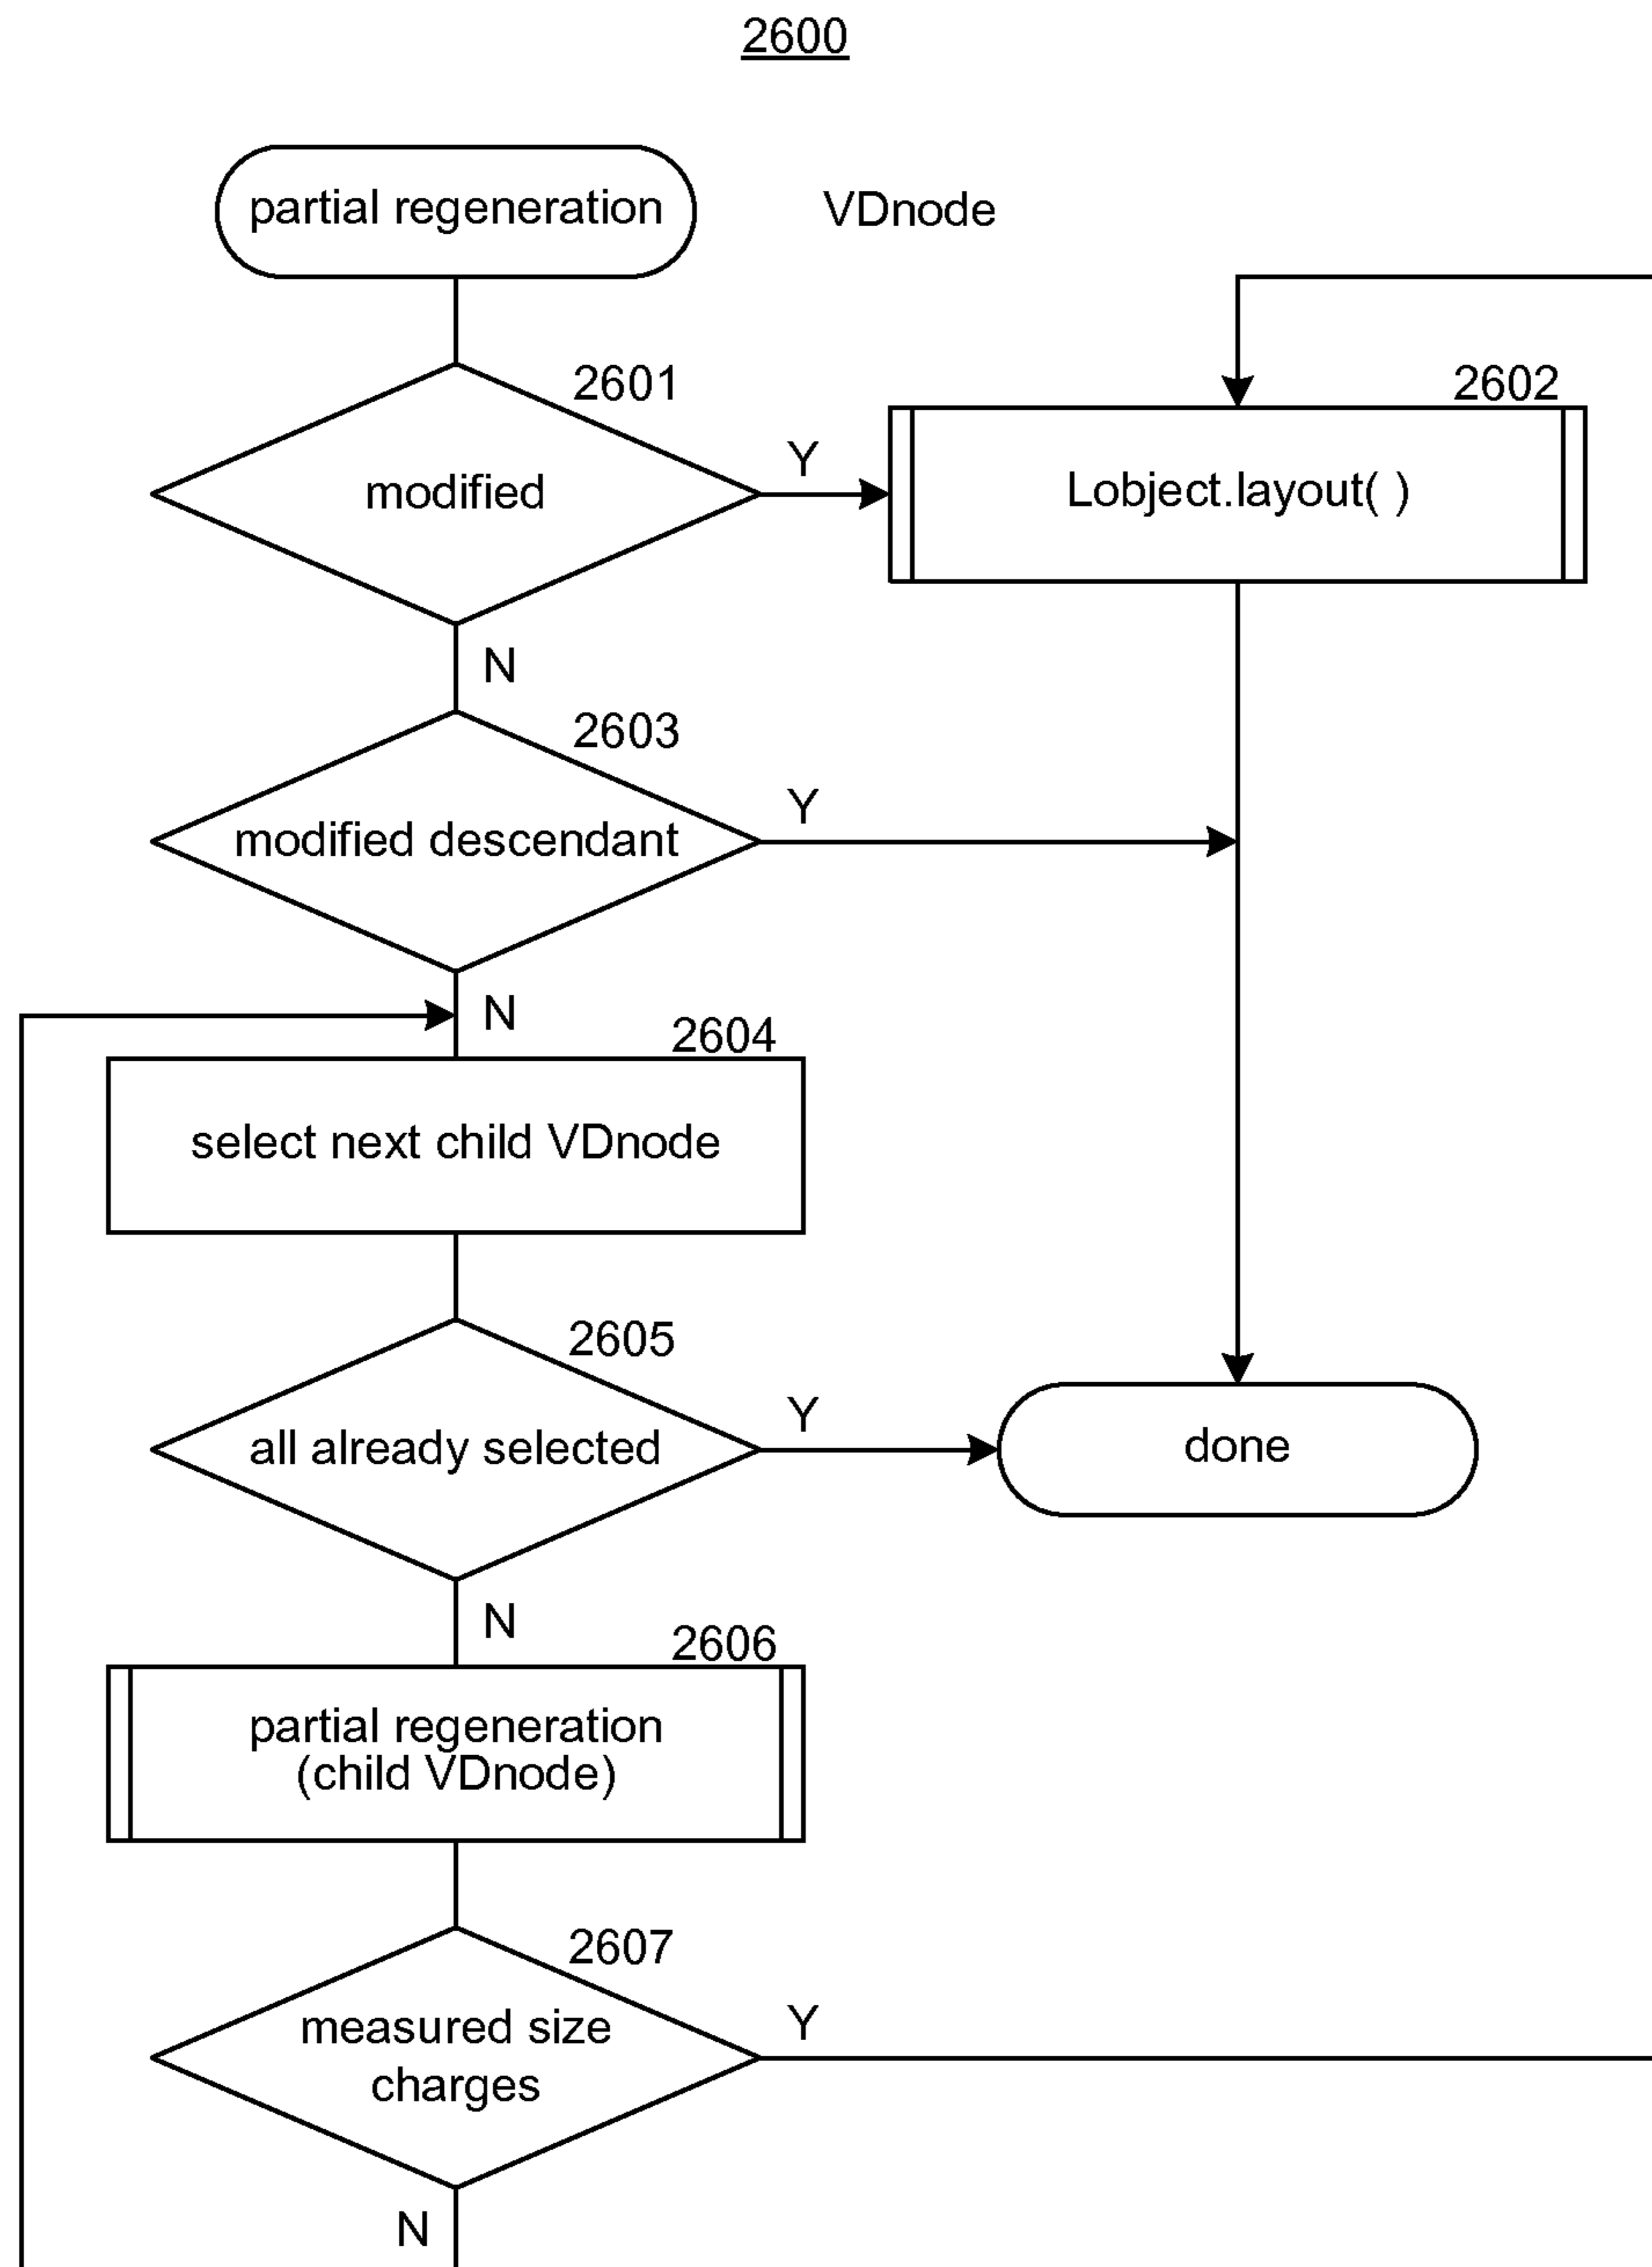 2600
partial regeneration
VDnode
2601
2602
modified
Y
Lobject.layout( )
N
2603
modified descendant
Y
N
2604
select next child VDnode
2605
all already selected
Y
done
N
2606
partial regeneration
(child VDnode)
2607
measured size
charges
Y
N